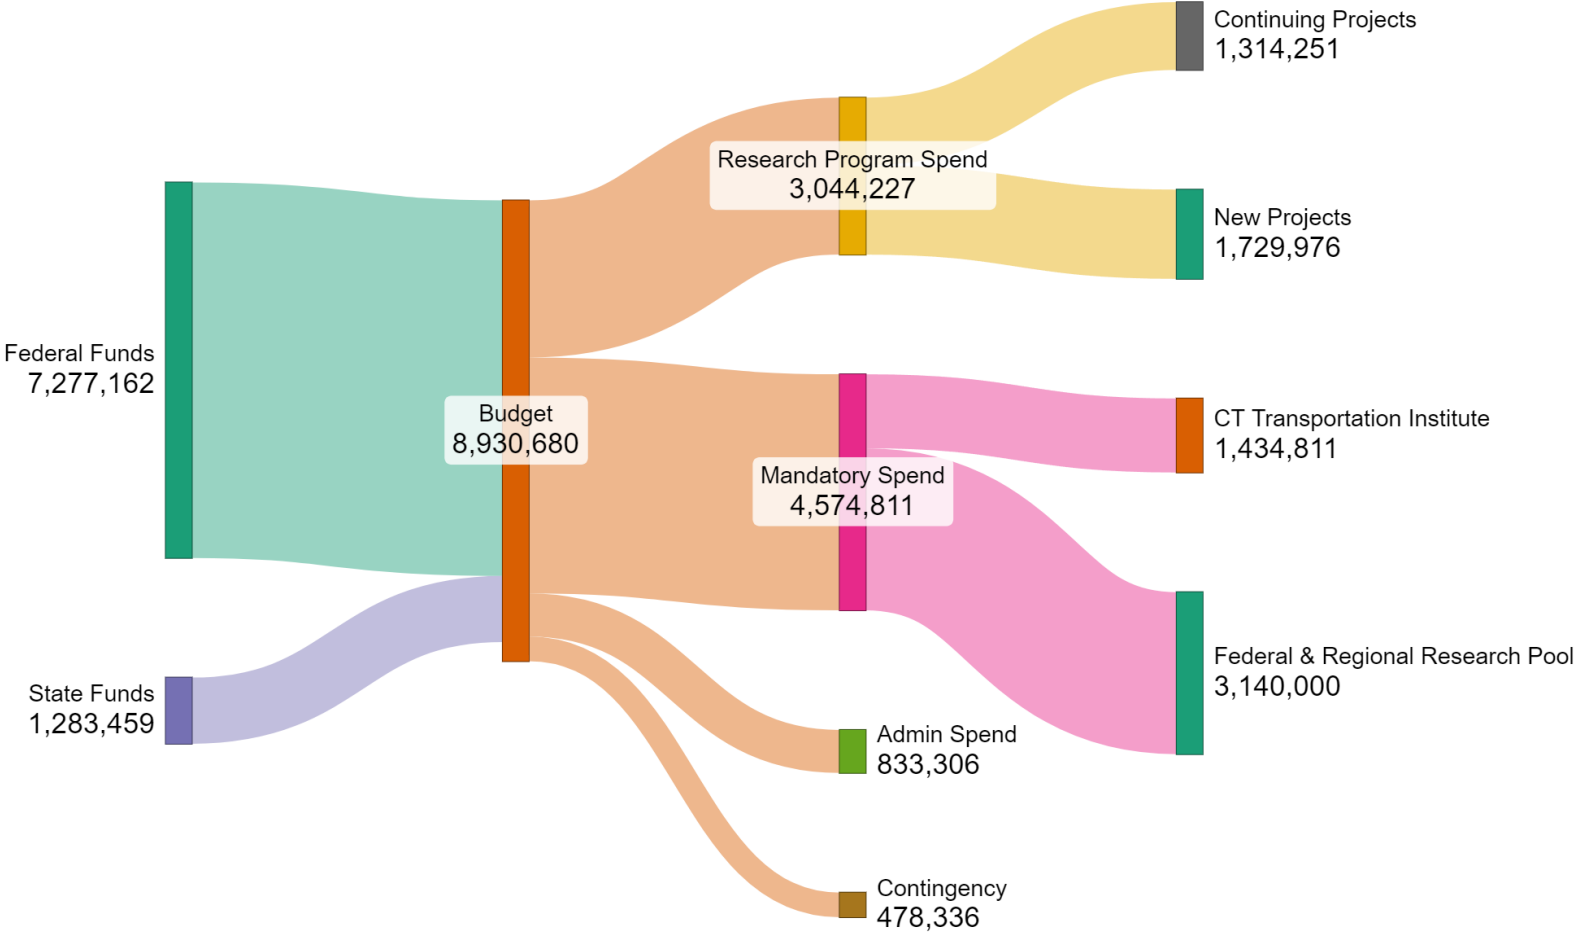 Continuing Projects
1,314,251
Research Program Spend
3,044,227
New Projects
1,729,976
Federal Funds
7,277,162
Budget
8,930,680
CT Transportation Institute
1,434,811
Mandatory Spend
4,574,811
Federal & Regional Research Pool
3,140,000
State Funds
1,283,459
Admin Spend
833,306
Contingency
478,336